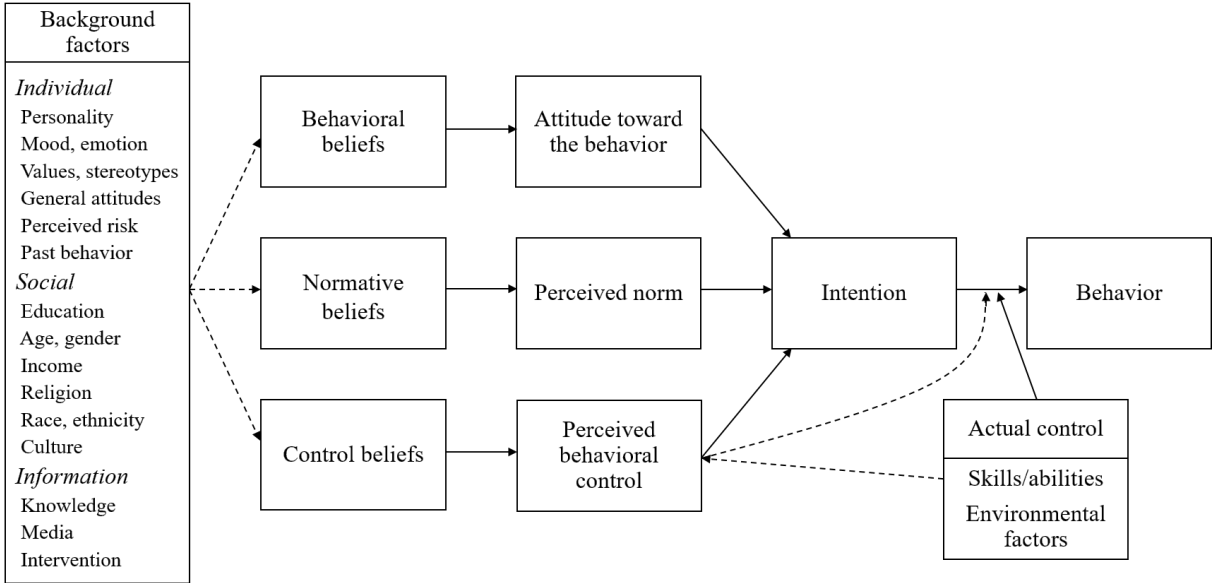 Background
factors
Individual
Personality
Mood, emotion
Values, stereotypes
General attitudes
Perceived risk
Past behavior
Social
Education
Age, gender
Income
Religion
Race, ethnicity
Culture
Information
Knowledge
Media
Intervention
Behavioral
beliefs
Attitude toward
the behavior
Normative
beliefs
Perceived norm
Intention
Behavior
Control beliefs
Perceived
behavioral
control
Actual control
Skills/abilities
Environmental
factors